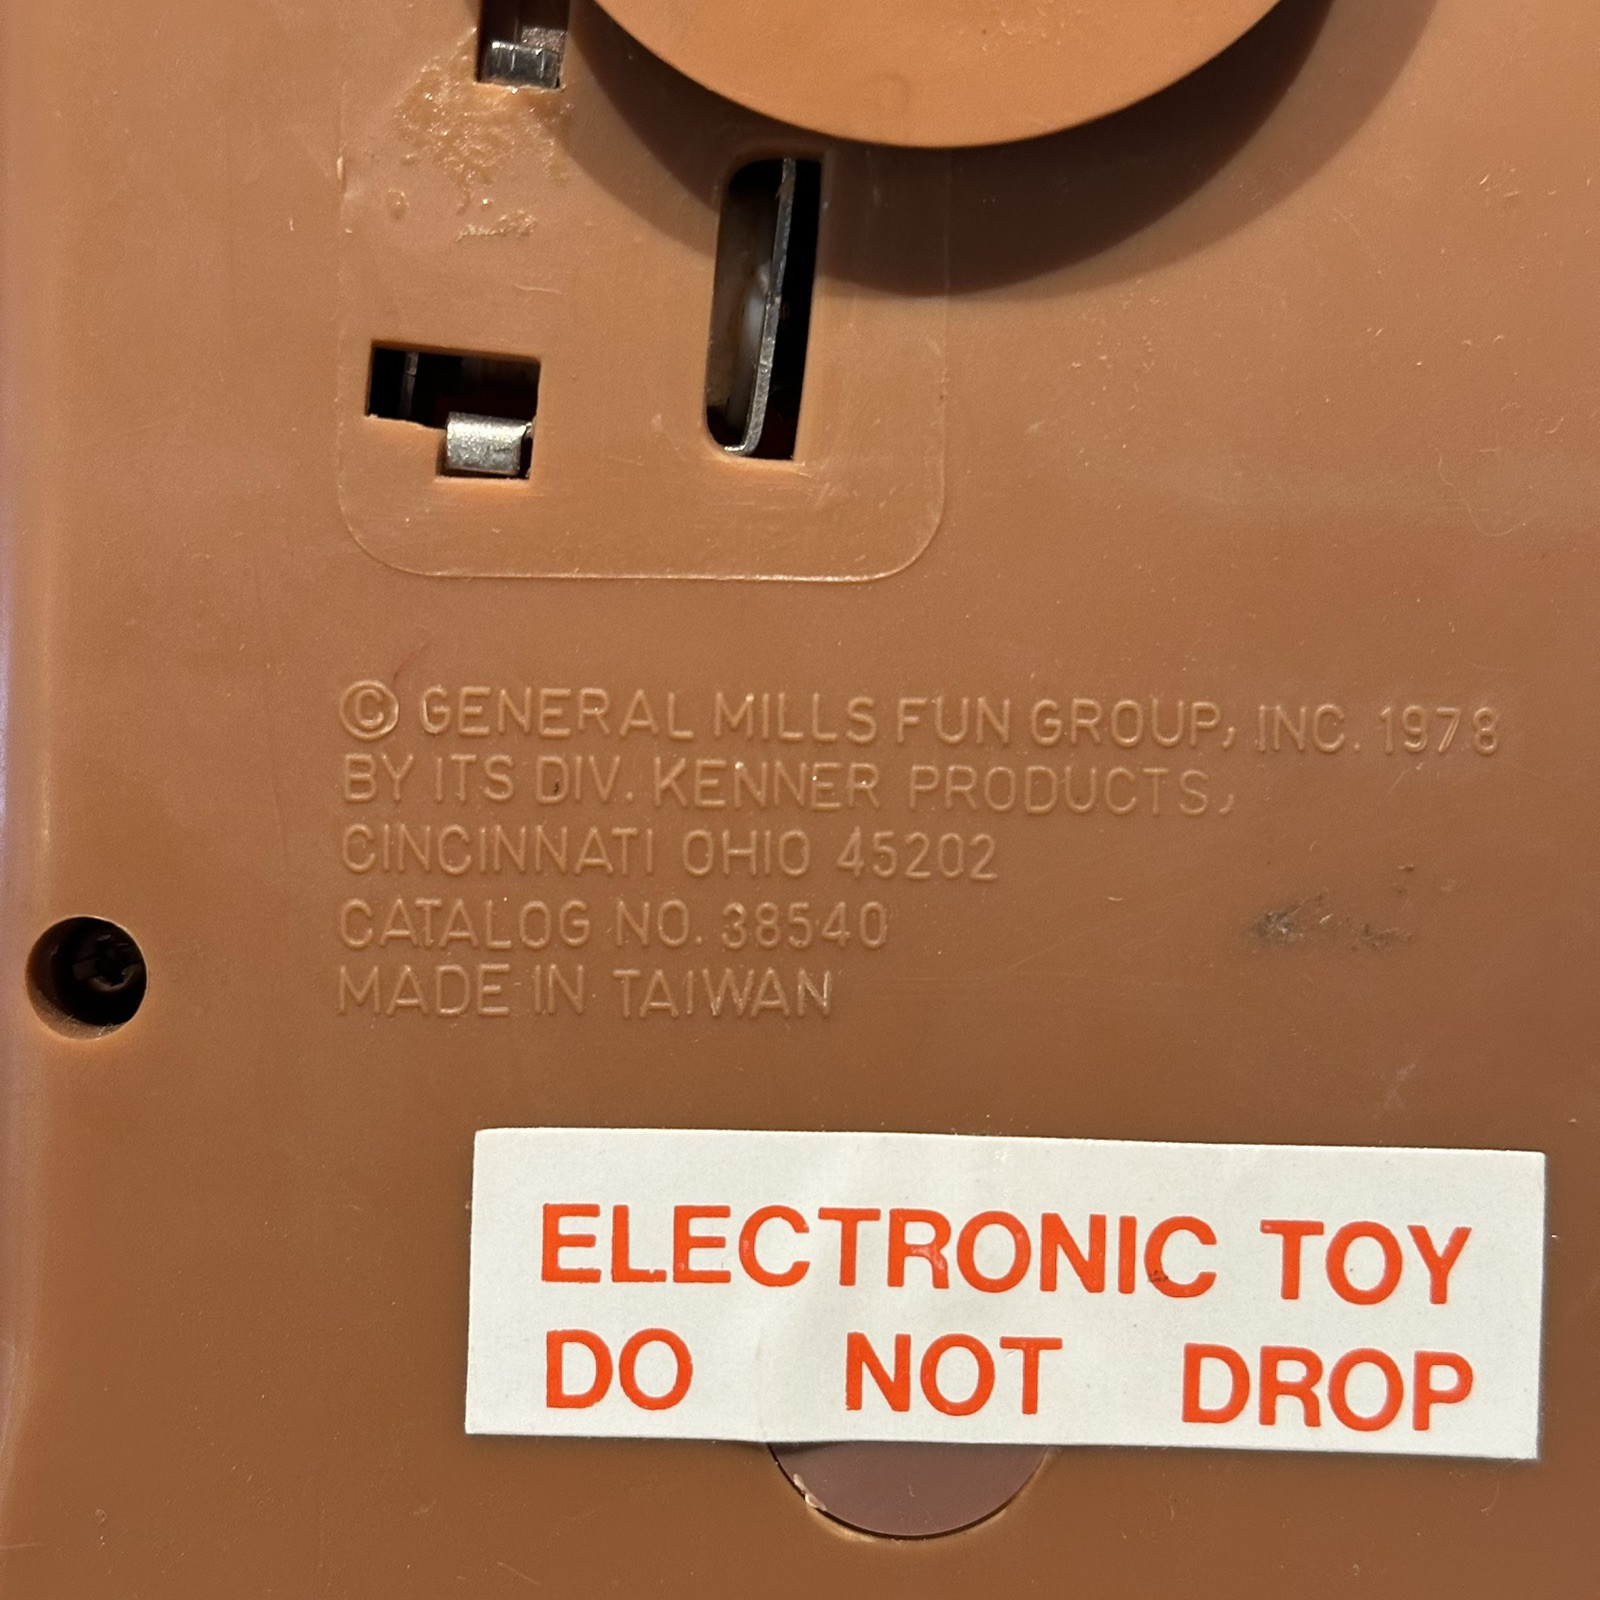 © GENERAL MILLS FUN GROUP, INC. 1978
BY ITS DIV. KENNER PRODUCTS,
CINCINNATI OHIO 45202
CATALOG NO. 38540
MADE IN TAIWAN
ELECTRONIC TOY
DO NOT DROP